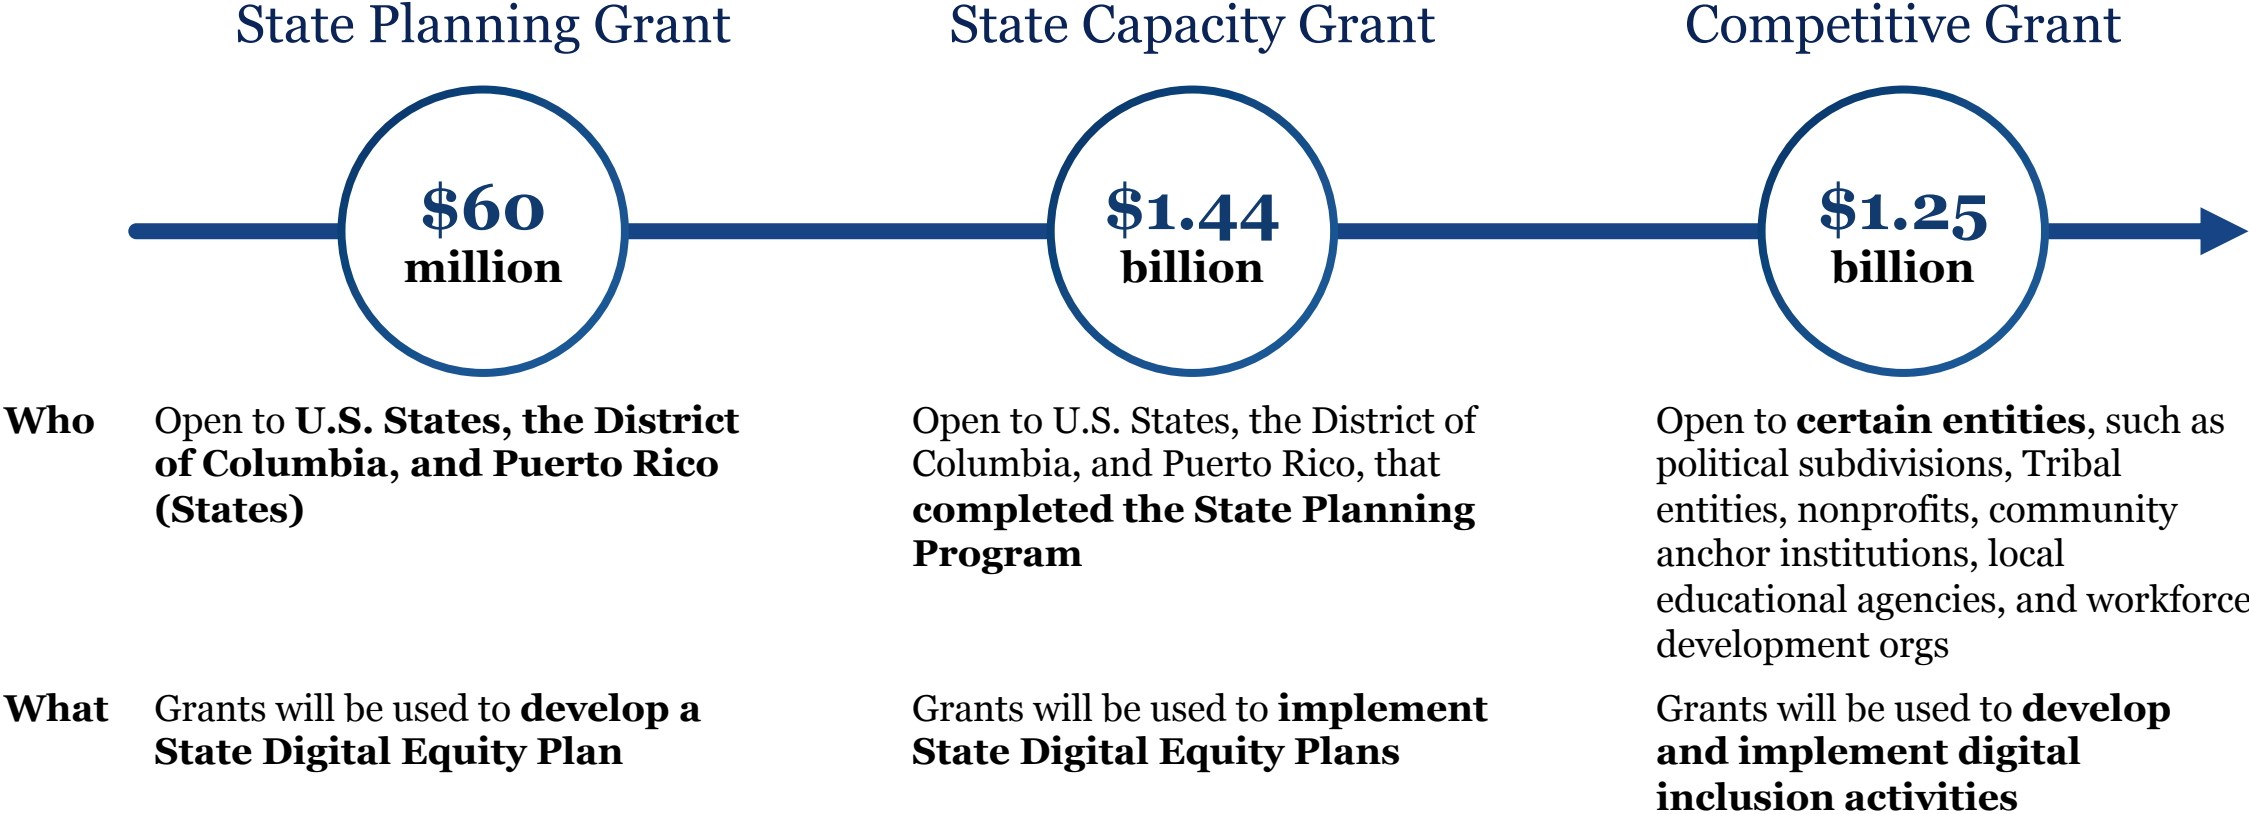 State Planning Grant
State Capacity Grant
Competitive Grant
$60
million
$1.44
billion
$1.25
billion
Who
Open to U.S. States, the District
of Columbia, and Puerto Rico
(States)
Open to U.S. States, the District of
Columbia, and Puerto Rico, that
completed the State Planning
Program
Open to certain entities, such as
political subdivisions, Tribal
entities, nonprofits, community
anchor institutions, local
educational agencies, and workforce
development orgs
What
Grants will be used to develop a
State Digital Equity Plan
Grants will be used to implement
State Digital Equity Plans
Grants will be used to develop
and implement digital
inclusion activities